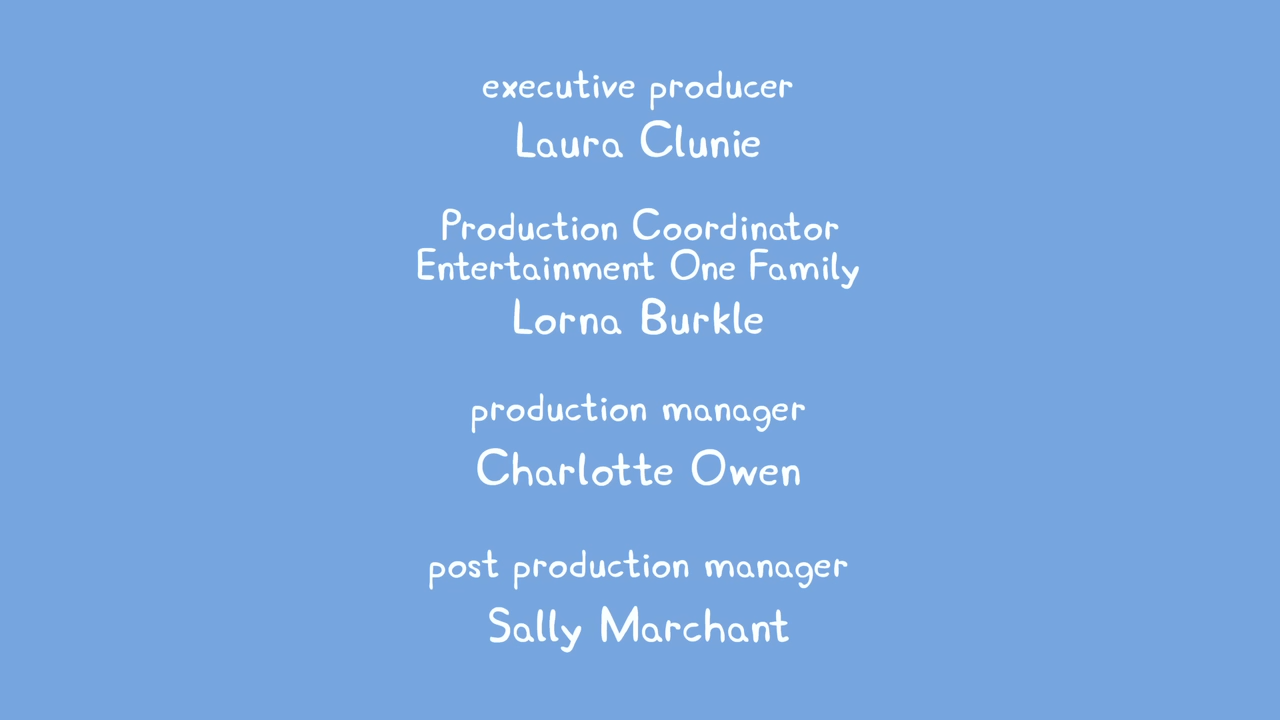 executive producer
Laura Clunie
Production Coordinator
Entertainment One Family
Lorna Burkle
production manager
Charlotte Owen
post production manager
Sally Marchant